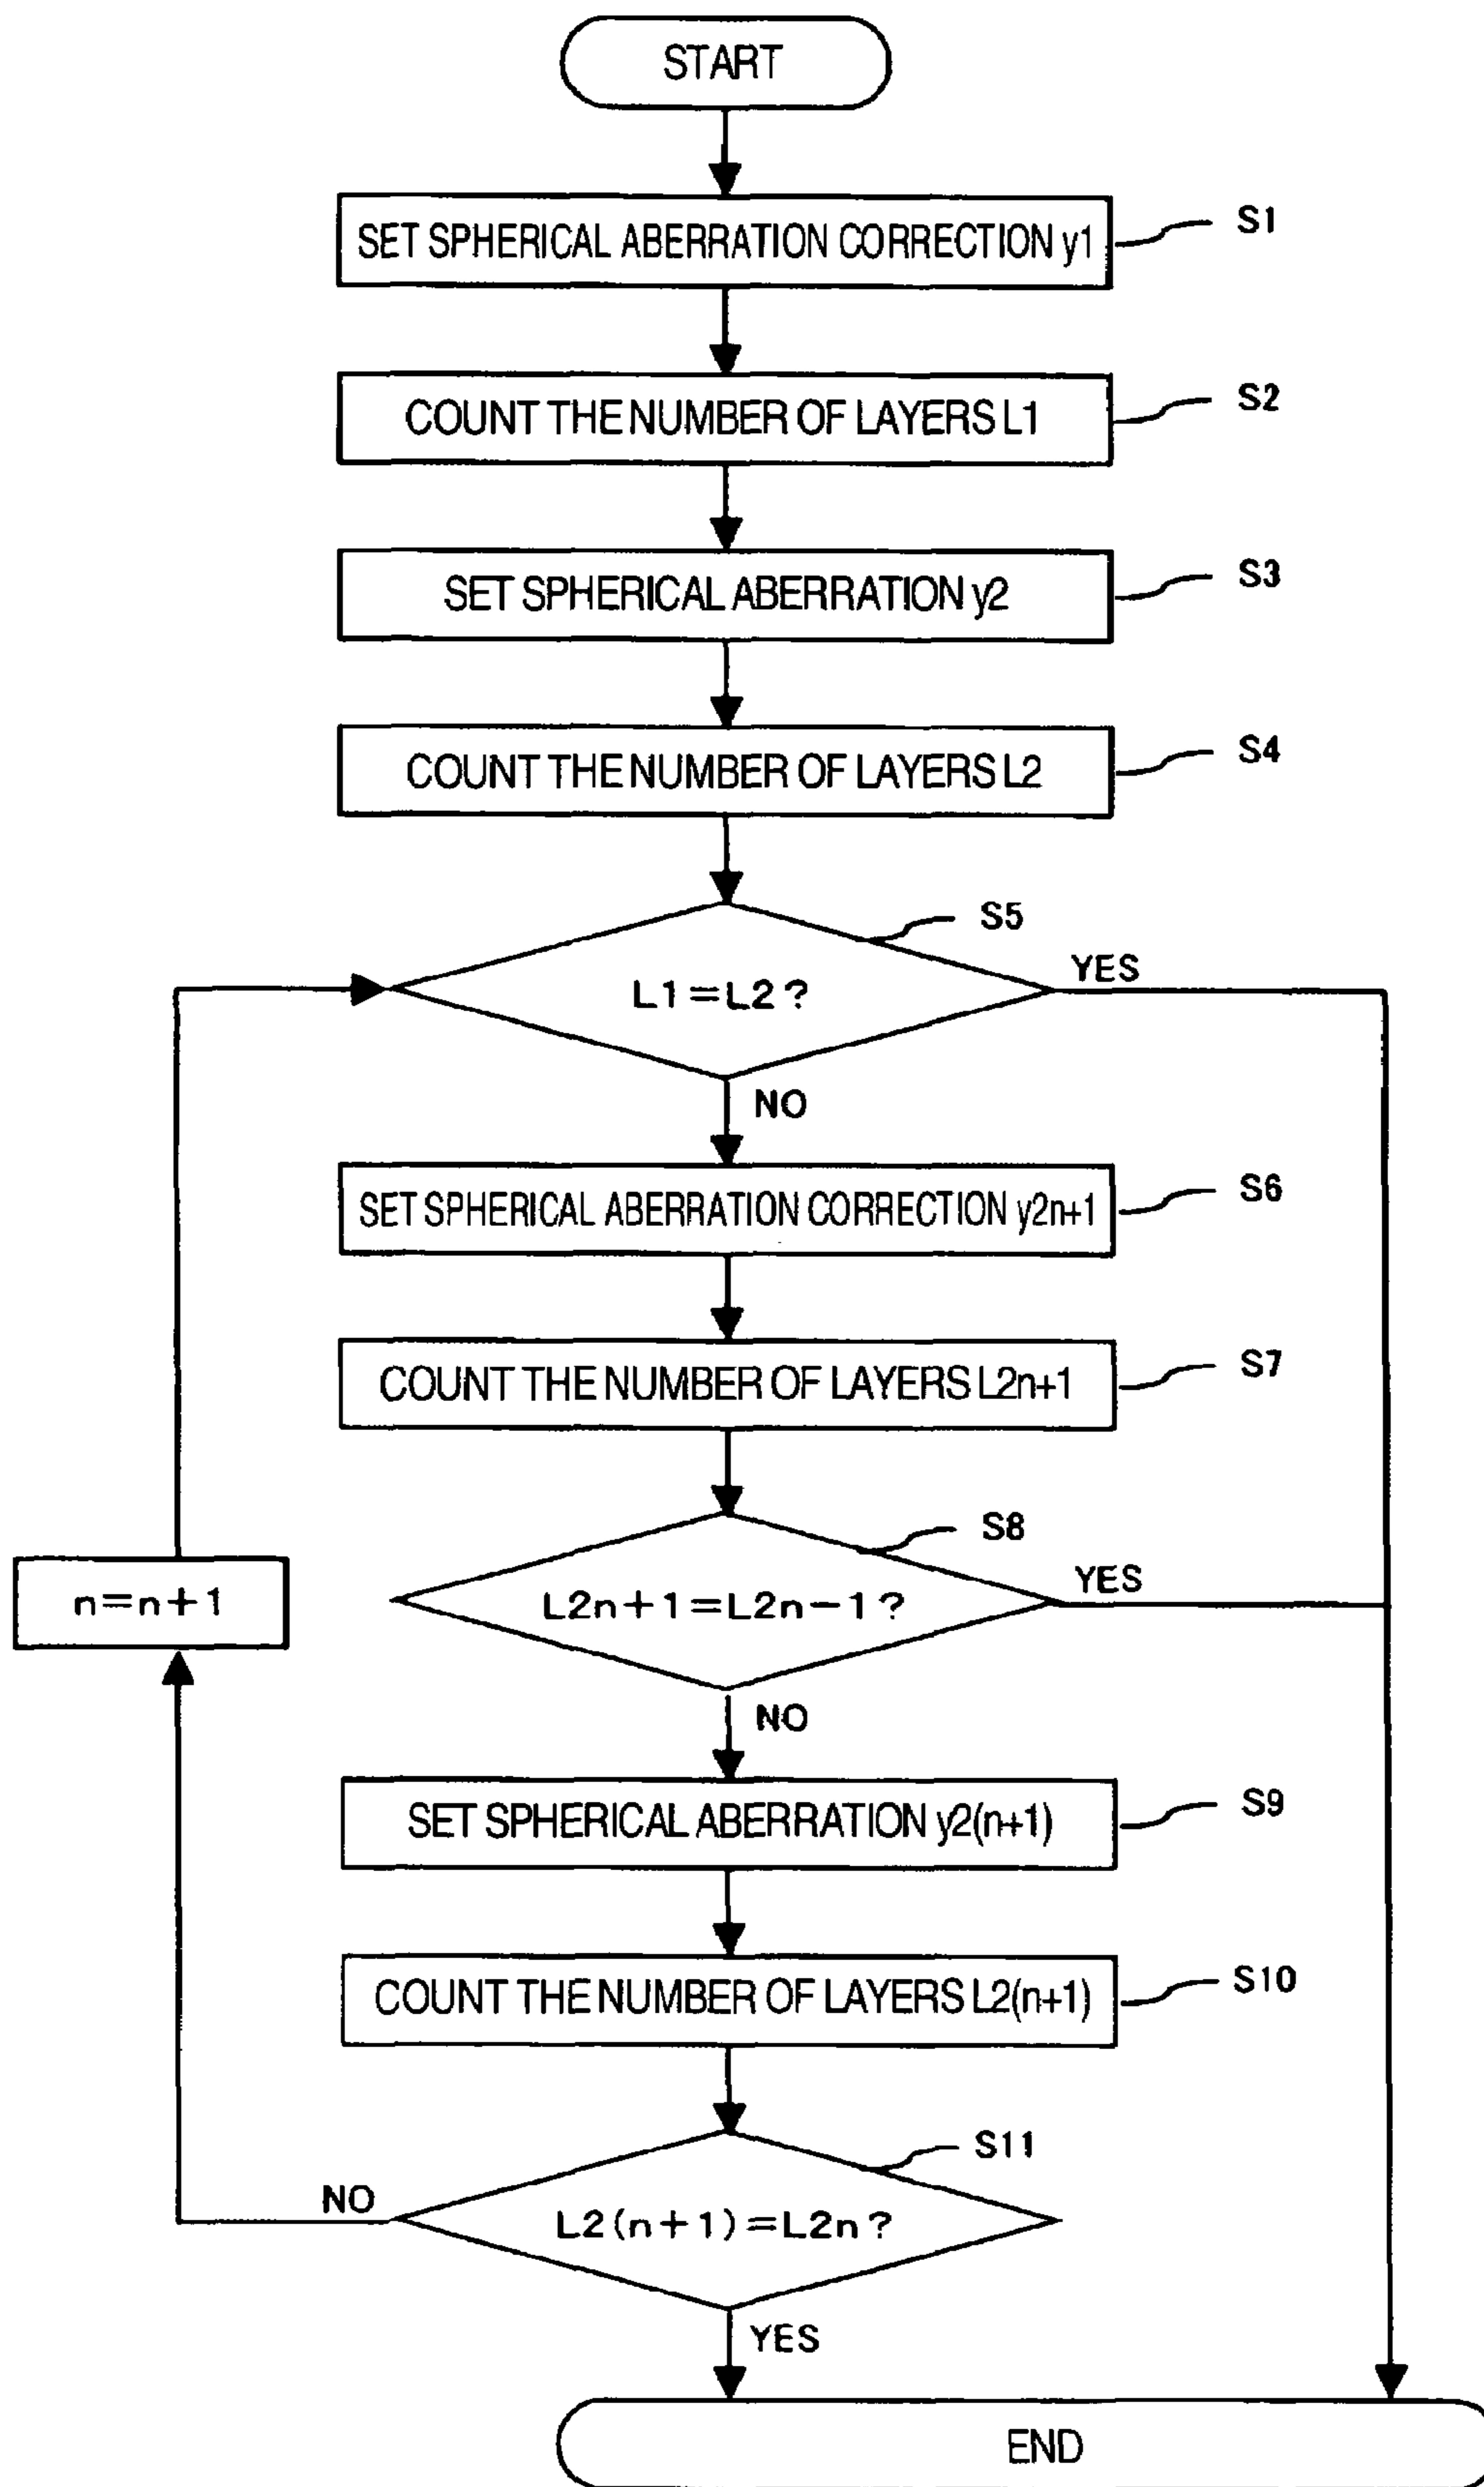 START
SET SPHERICAL ABERRATION CORRECTION y1
S1
COUNT THE NUMBER OF LAYERS L1
S2
SET SPHERICAL ABERRATION y2
S3
COUNT THE NUMBER OF LAYERS L2
S4
S5
L1=L2?
YES
NO
SET SPHERICAL ABERRATION CORRECTION y2n+1
S6
COUNT THE NUMBER OF LAYERS L2n+1
S7
S8
L2n+1=L2n-1?
YES
n=n+1
NO
SET SPHERICAL ABERRATION y2(n+1)
S9
COUNT THE NUMBER OF LAYERS L2(n+1)
S10
S11
NO
L2(n+1)=L2n?
YES
END